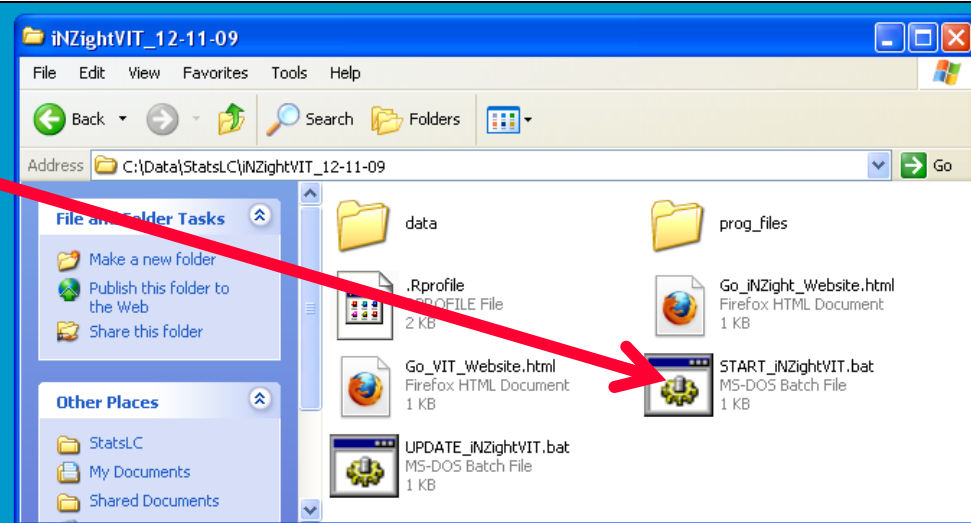 iNZightVIT_12-11-09
File Edit View Favorites Tools Help
Back Search Folders
Address C:\Data\StatsLC\iNZightVIT_12-11-09 Go
File and Folder Tasks
Make a new folder
Publish this folder to
the Web
Share this folder
Other Places
StatsLC
My Documents
Shared Documents
data
prog_files
.Rprofile
RPROFILE File
2 KB
Go_iNZight_Website.html
Firefox HTML Document
1 KB
Go_VIT_Website.html
Firefox HTML Document
1 KB
START_iNZightVIT.bat
MS-DOS Batch File
1 KB
UPDATE_iNZightVIT.bat
MS-DOS Batch File
1 KB